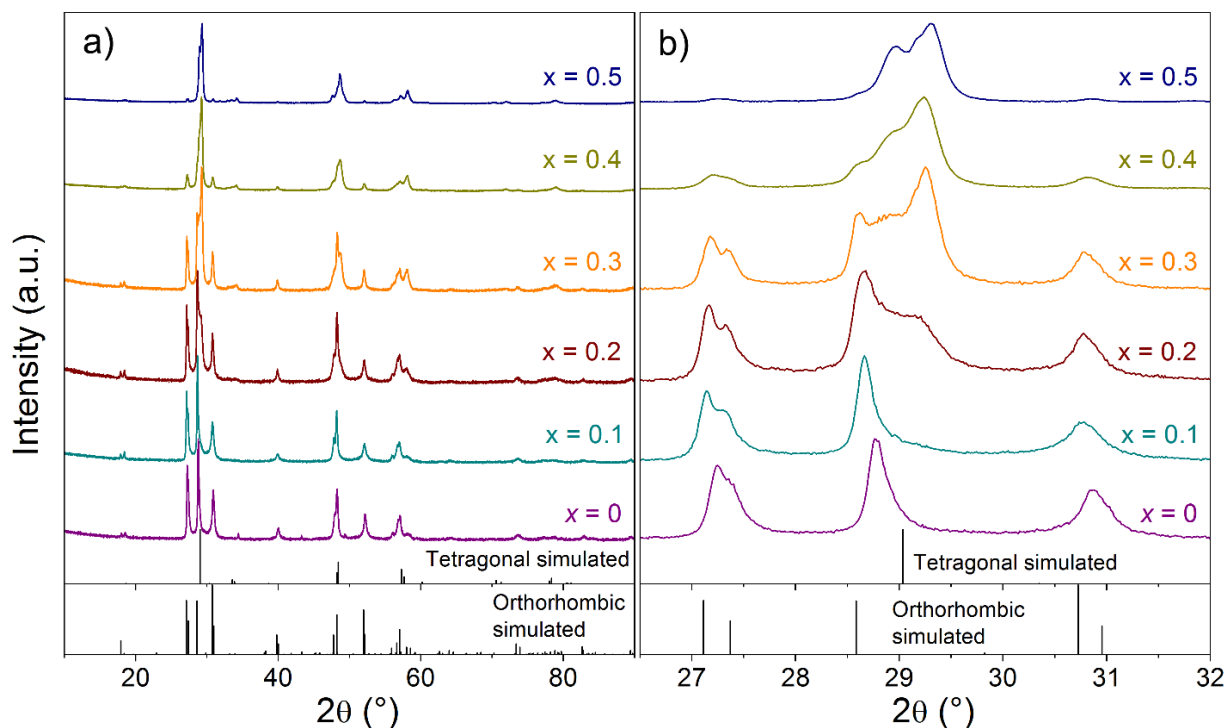 a)
x = 0.5
x = 0.4
x = 0.3
x = 0.2
x = 0.1
x = 0
Tetragonal simulated
Orthorhombic
simulated
20 40 60 80
2θ (°)
Intensity (a.u.)
b)
x = 0.5
x = 0.4
x = 0.3
x = 0.2
x = 0.1
x = 0
Tetragonal simulated
Orthorhombic
simulated
27 28 29 30 31 32
2θ (°)